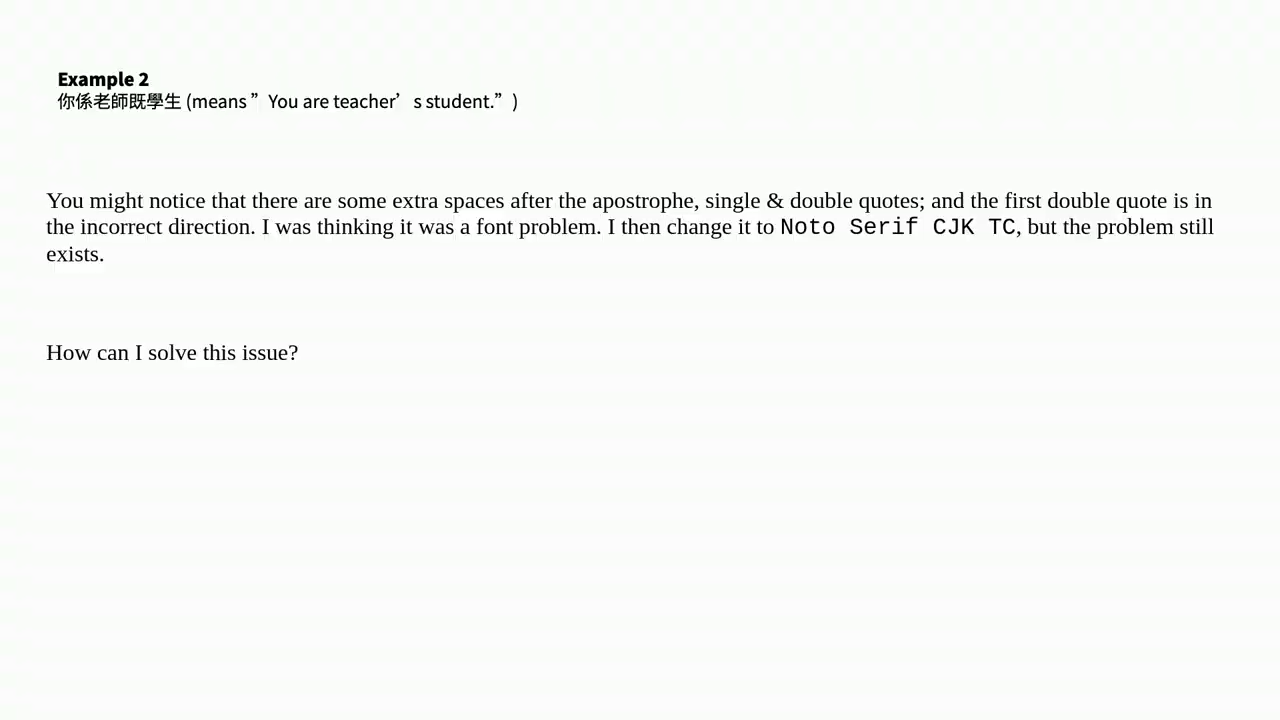 Example 2
你係老師既學生 (means ”You are teacher’s student.”)
You might notice that there are some extra spaces after the apostrophe, single & double quotes; and the first double quote is in
the incorrect direction. I was thinking it was a font problem. I then change it to Noto Serif CJK TC, but the problem still
exists.
How can I solve this issue?